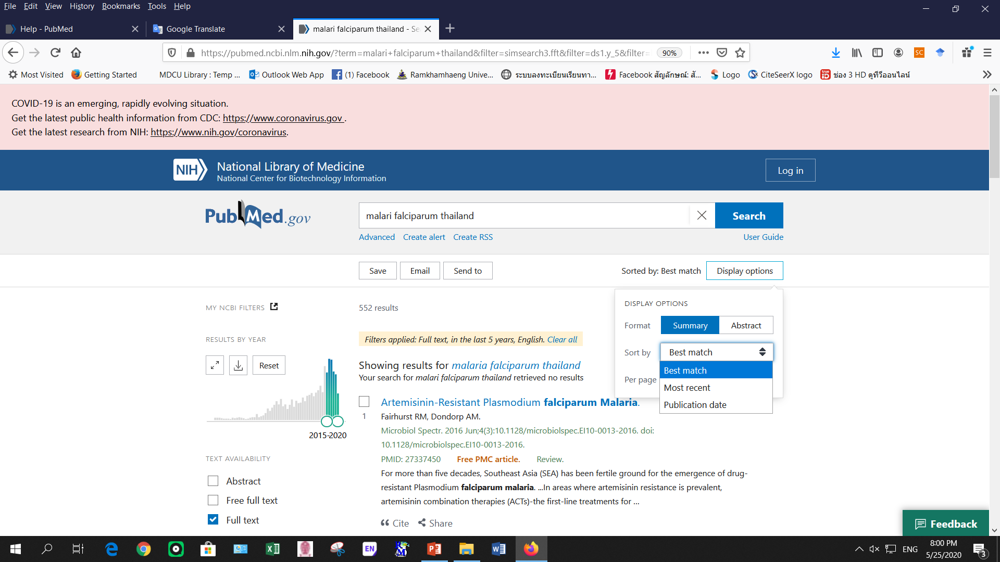 File Edit View History Bookmarks Tools Help
Help - PubMed
Google Translate
malari falciparum thailand - Se
https://pubmed.ncbi.nlm.nih.gov/?term=malari+falciparum+thailand&filter=simsearch3.fft&filter=ds1.y_5&filter=
90%
SC
Most Visited
Getting Started
MDCU Library : Temp ...
Outlook Web App
(1) Facebook
Ramkhamhaeng Unive...
ระบบลงทะเบียนเรียนทา...
Facebook สัญลักษณ์: สั...
Logo
CiteSeerX logo
ช่อง 3 HD ดูทีวีออนไลน์
COVID-19 is an emerging, rapidly evolving situation.
Get the latest public health information from CDC: https://www.coronavirus.gov .
Get the latest research from NIH: https://www.nih.gov/coronavirus.
NIH
National Library of Medicine
National Center for Biotechnology Information
Log in
PubMed.gov
malari falciparum thailand
Search
Advanced Create alert Create RSS
User Guide
Save
Email
Send to
Sorted by: Best match
Display options
MY NCBI FILTERS
552 results
DISPLAY OPTIONS
Format Summary Abstract
Sort by Best match
Best match
Most recent
Publication date
Per page
RESULTS BY YEAR
Reset
2015-2020
Filters applied: Full text, in the last 5 years, English. Clear all
Showing results for malaria falciparum thailand
Your search for malari falciparum thailand retrieved no results
Artemisinin-Resistant Plasmodium falciparum Malaria.
1
Fairhurst RM, Dondorp AM.
Microbiol Spectr. 2016 Jun;4(3):10.1128/microbiolspec.EI10-0013-2016. doi:
10.1128/microbiolspec.EI10-0013-2016.
PMID: 27337450 Free PMC article. Review.
For more than five decades, Southeast Asia (SEA) has been fertile ground for the emergence of drug-
resistant Plasmodium falciparum malaria. ...In areas where artemisinin resistance is prevalent,
artemisinin combination therapies (ACTs)-the first-line treatments for ...
Cite Share
TEXT AVAILABILITY
Abstract
Free full text
Full text
Feedback
EN
RM
ENG
8:00 PM
5/25/2020
3